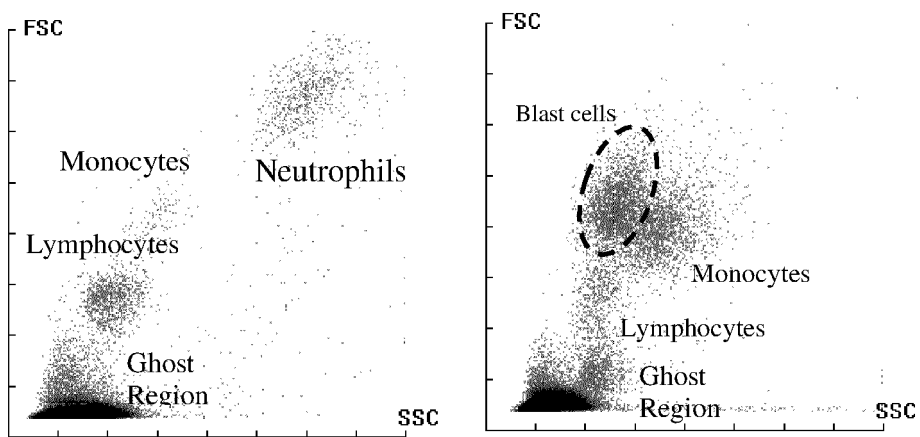 FSC
Monocytes
Neutrophils
Lymphocytes
Ghost
Region
SSC
FSC
Blast cells
Monocytes
Lymphocytes
Ghost
Region
SSC